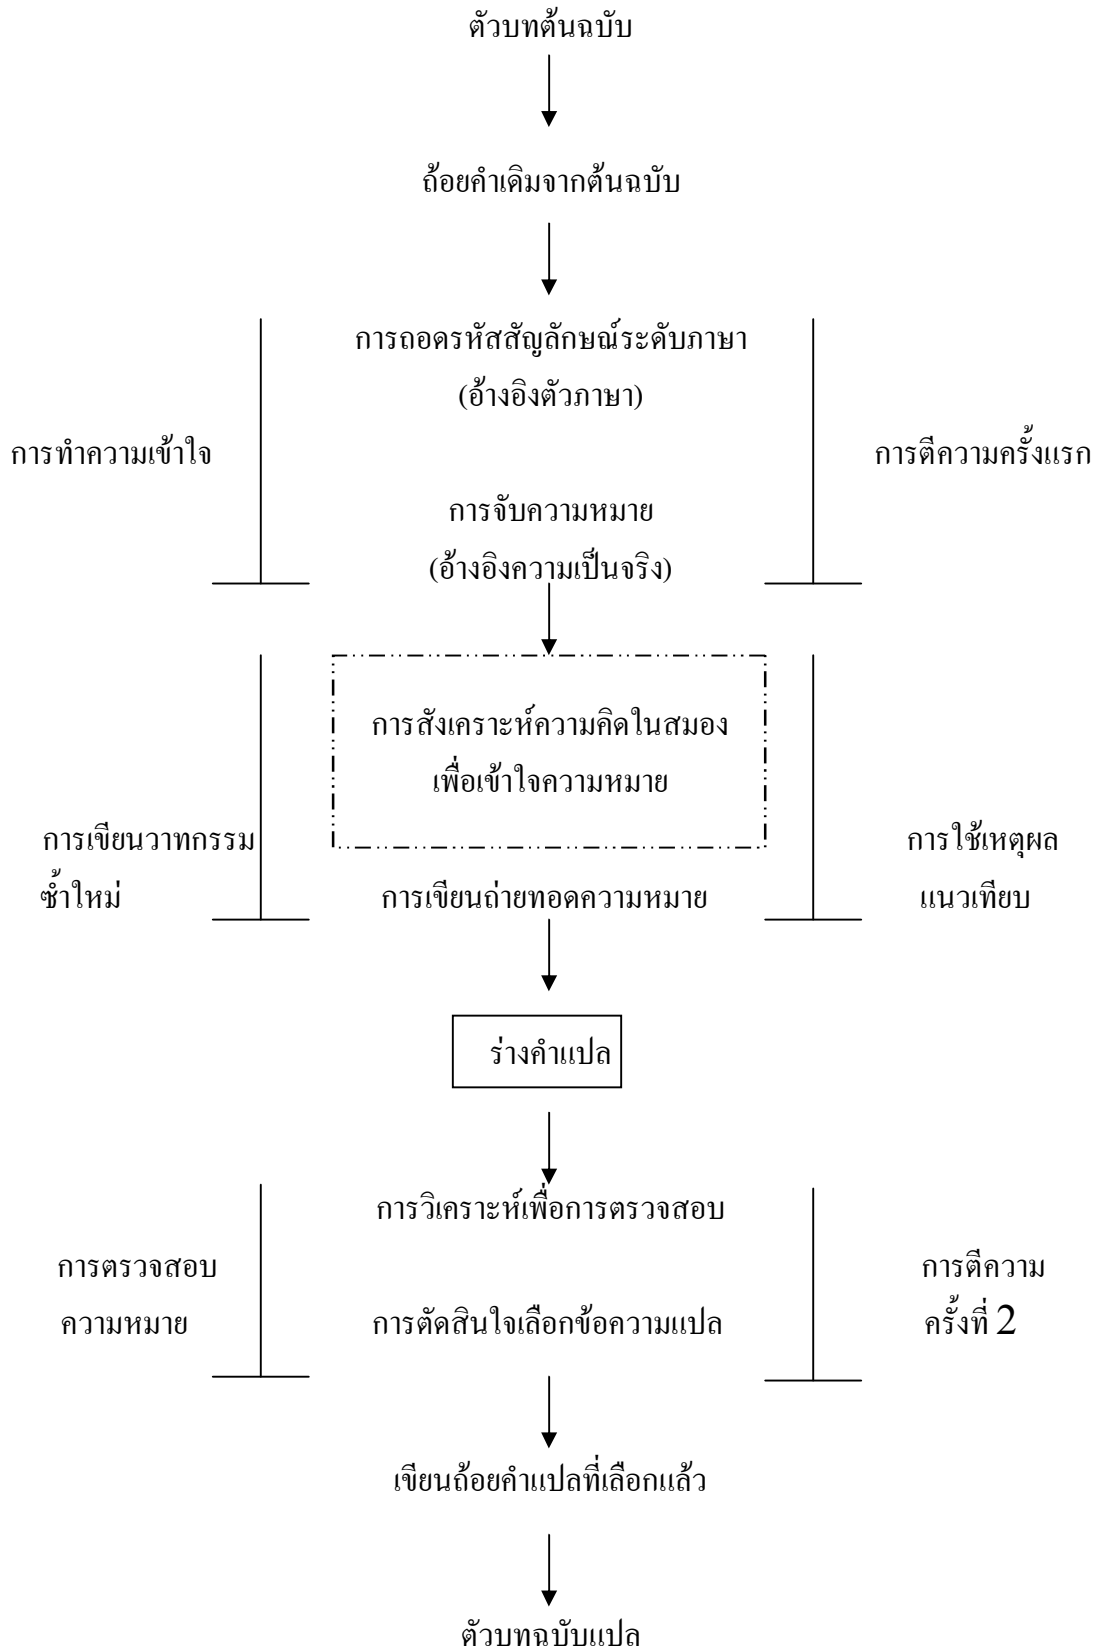 ตัวบทต้นฉบับ
ถ้อยคำเดิมจากต้นฉบับ
การถอดรหัสสัญลักษณ์ระดับภาษา
(อ้างอิงตัวภาษา)
การทำความเข้าใจ
การตีความครั้งแรก
การจับความหมาย
(อ้างอิงความเป็นจริง)
การสังเคราะห์ความคิดในสมอง
เพื่อเข้าใจความหมาย
การเขียนวาทกรรม
ซ้ำใหม่
การใช้เหตุผล
แนวเทียบ
การเขียนถ่ายทอดความหมาย
ร่างคำแปล
การวิเคราะห์เพื่อการตรวจสอบ
การตรวจสอบ
ความหมาย
การตีความ
ครั้งที่ 2
การตัดสินใจเลือกข้อความแปล
เขียนถ้อยคำแปลที่เลือกแล้ว
ตัวบทฉบับแปล